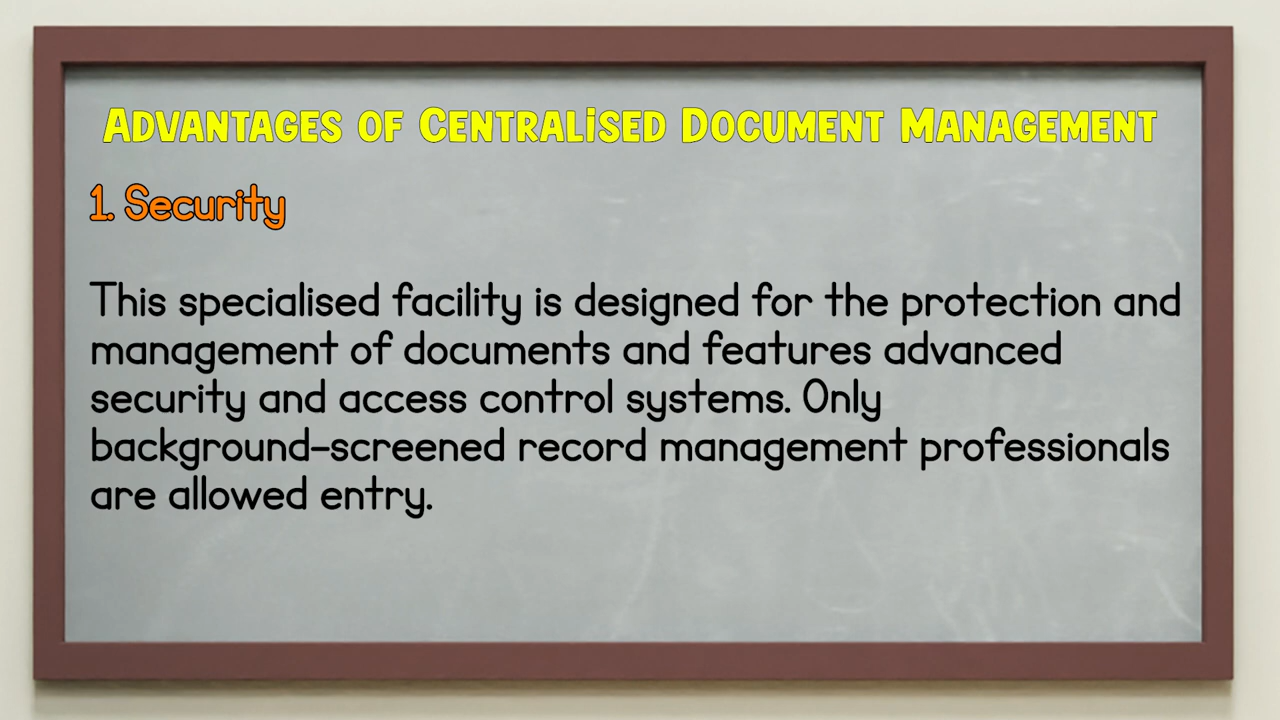 Advantages of Centralised Document Management
1. Security
This specialised facility is designed for the protection and
management of documents and features advanced
security and access control systems. Only
background-screened record management professionals
are allowed entry.